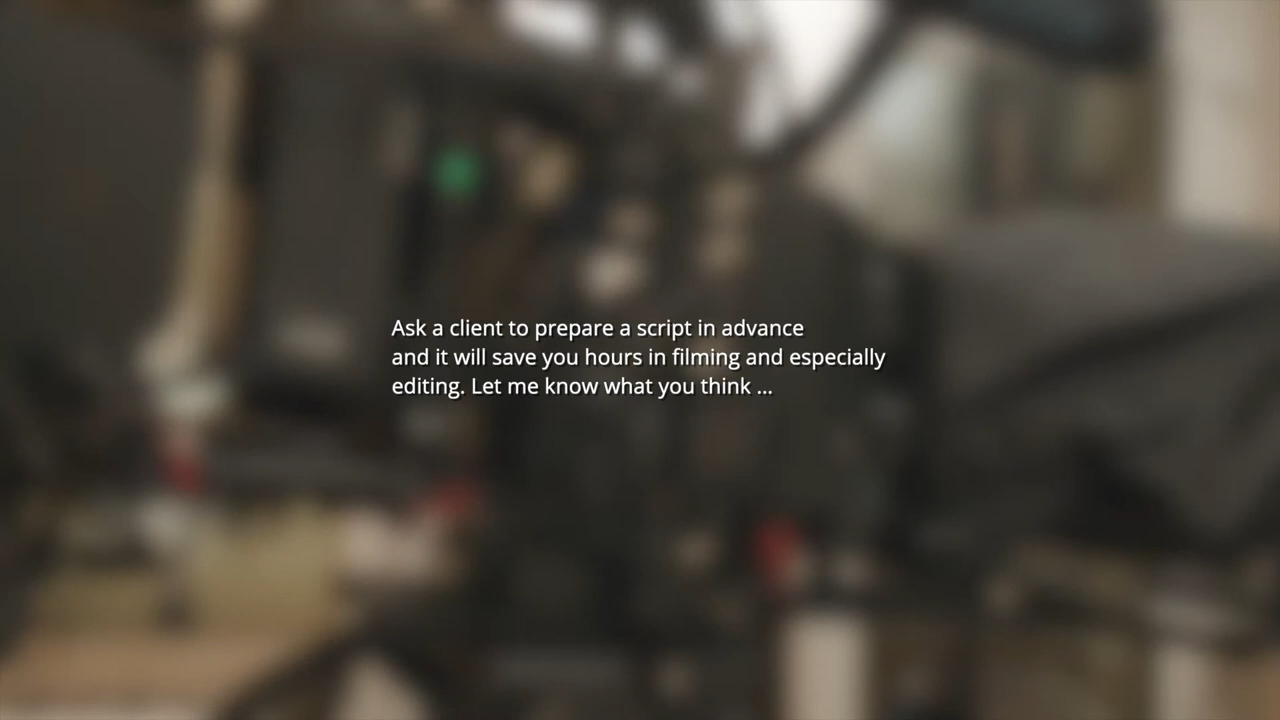 Ask a client to prepare a script in advance
and it will save you hours in filming and especially
editing. Let me know what you think ...